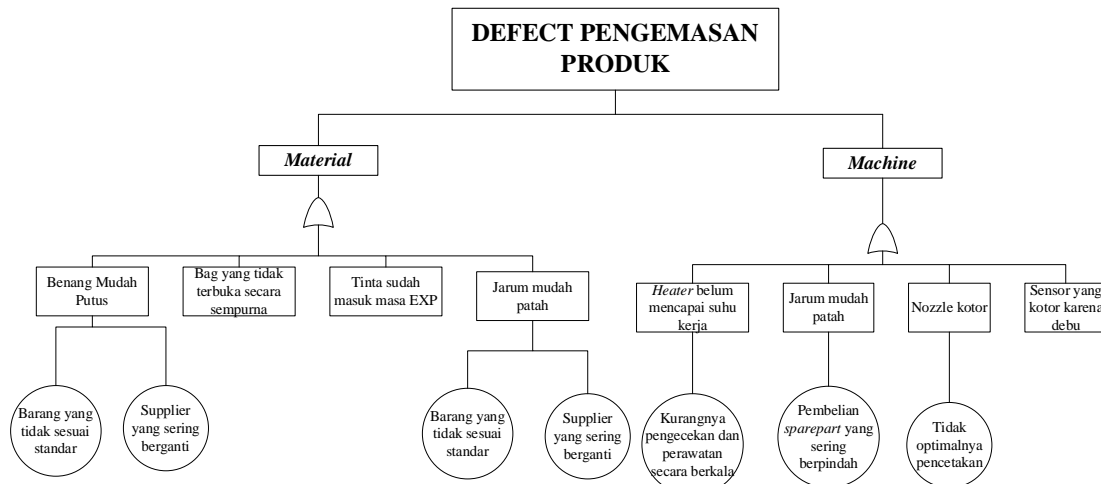 DEFECT PENGEMASAN
PRODUK
Material
Machine
Benang Mudah
Putus
Bag yang tidak
terbuka secara
sempurna
Tinta sudah
masuk masa EXP
Jarum mudah
patah
Heater belum
mencapai suhu
kerja
Jarum mudah
patah
Nozzle kotor
Sensor yang
kotor karena
debu
Barang yang
tidak sesuai
standar
Supplier
yang sering
berganti
Barang yang
tidak sesuai
standar
Supplier
yang sering
berganti
Kurangnya
pengecekan dan
perawatan
secara berkala
Pembelian
sparepart yang
sering
berpindah
Tidak
optimalnya
pencetakan